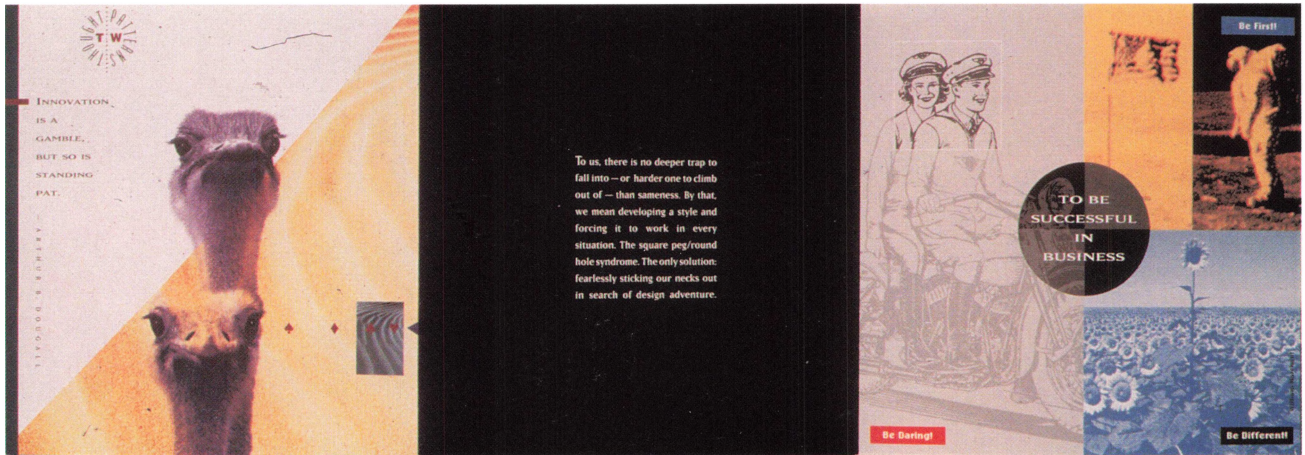 THOUGHT PATTERNS
TW
INNOVATION
IS A
GAMBLE,
BUT SO IS
STANDING
PAT.
ARTHUR B. DOUGALL
To us, there is no deeper trap to
fall into — or harder one to climb
out of — than sameness. By that,
we mean developing a style and
forcing it to work in every
situation. The square peg/round
hole syndrome. The only solution:
fearlessly sticking our necks out
in search of design adventure.
Be First!
TO BE
SUCCESSFUL
IN
BUSINESS
Be Daring!
Be Different!